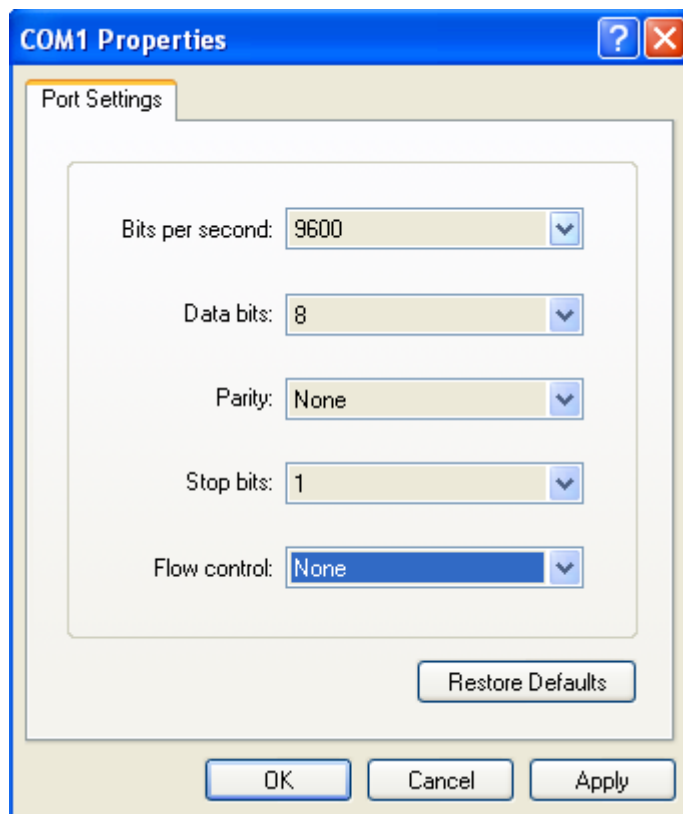 COM1 Properties
Port Settings
Bits per second: 9600
Data bits: 8
Parity: None
Stop bits: 1
Flow control: None
Restore Defaults
OK Cancel Apply